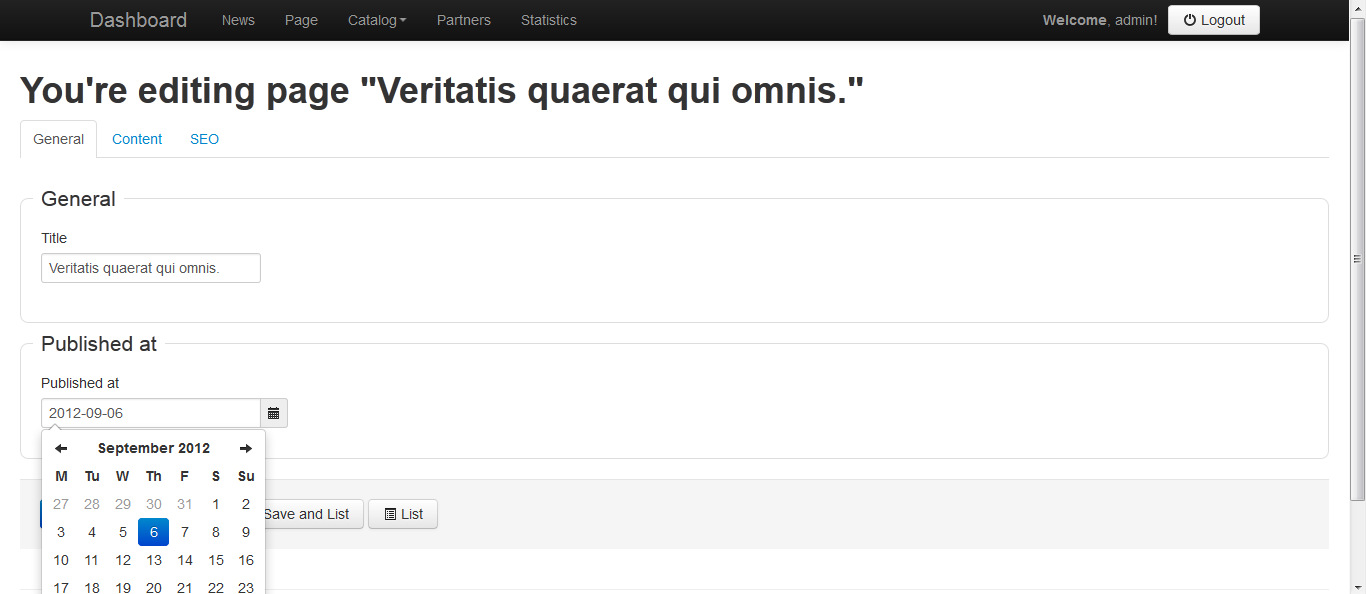 Dashboard News Page Catalog Partners Statistics Welcome, admin! Logout
You're editing page "Veritatis quaerat qui omnis."
General Content SEO
General
Title
Veritatis quaerat qui omnis.
Published at
Published at
2012-09-06
September 2012
M Tu W Th F S Su
27 28 29 30 31 1 2
3 4 5 6 7 8 9
10 11 12 13 14 15 16
17 18 19 20 21 22 23
Save and List List